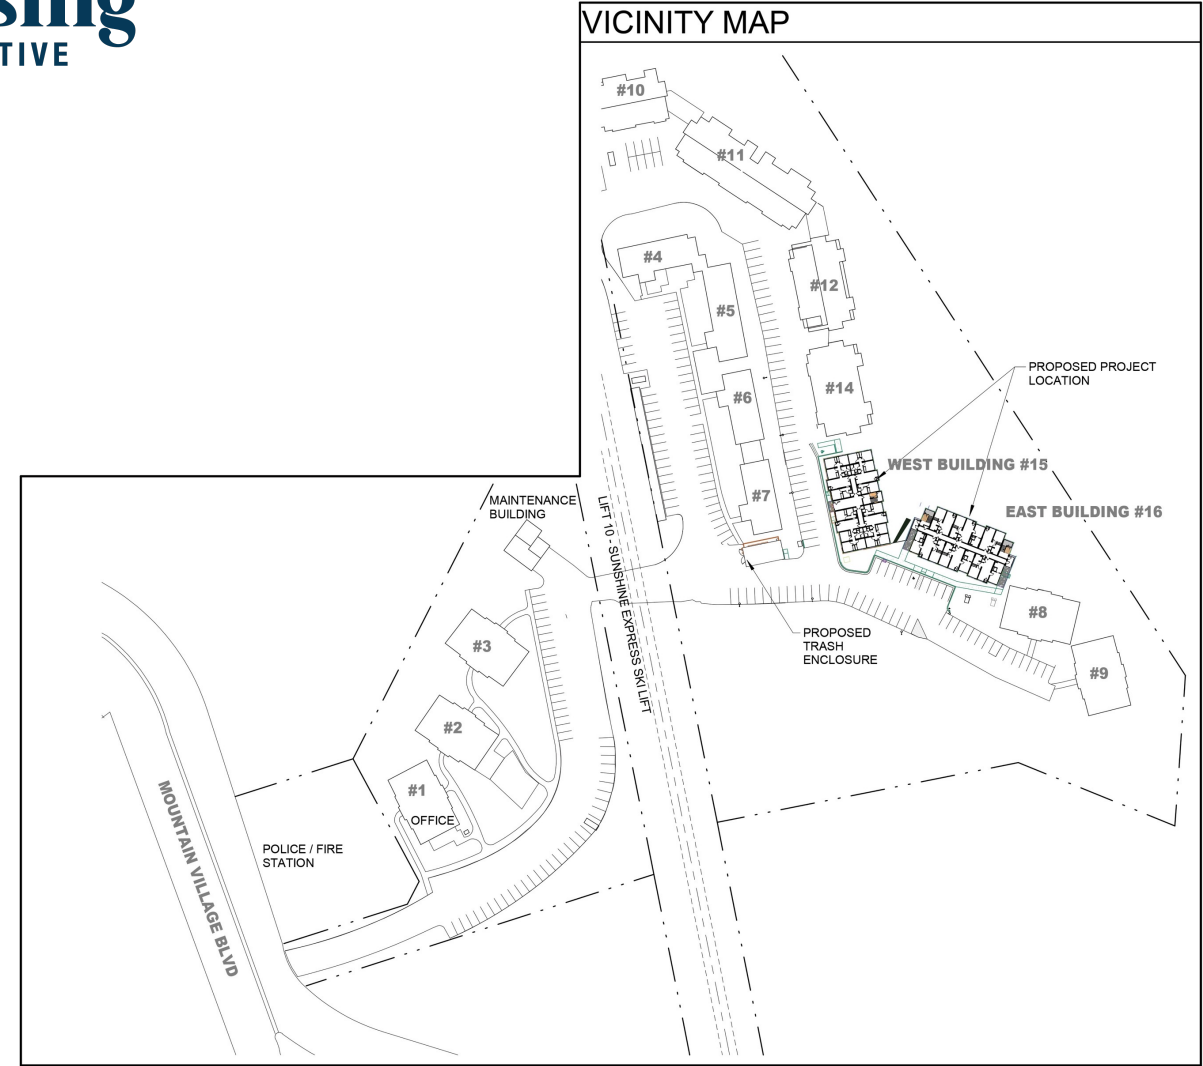 TIVE
VICINITY MAP
#10
#11
#4
#12
#5
PROPOSED PROJECT
LOCATION
#14
#6
WEST BUILDING #15
#7
MAINTENANCE
BUILDING
EAST BUILDING #16
LIFT 10 - SUNSHINE EXPRESS SKI LIFT
#8
PROPOSED
TRASH
ENCLOSURE
#3
#9
#2
#1
OFFICE
MOUNTAIN VILLAGE BLVD
POLICE / FIRE
STATION